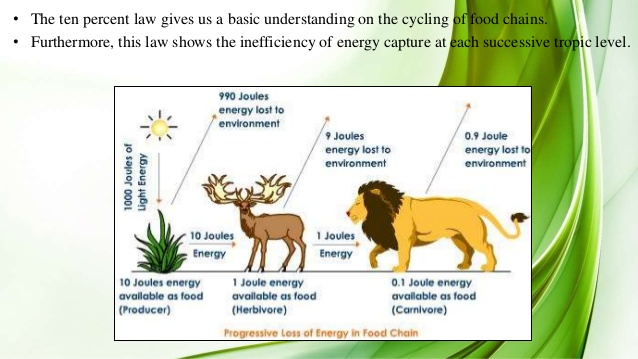 • The ten percent law gives us a basic understanding on the cycling of food chains.
• Furthermore, this law shows the inefficiency of energy capture at each successive tropic level.
990 Joules
energy lost to
environment
9 Joules
energy lost to
environment
0.9 Joule
energy lost to
environment
1000 Joules of
Light Energy
10 Joules
Energy
1 Joules
Energy
10 Joules energy
available as food
(Producer)
1 Joule energy
available as food
(Herbivore)
0.1 Joule energy
available as food
(Carnivore)
Progressive Loss of Energy in Food Chain